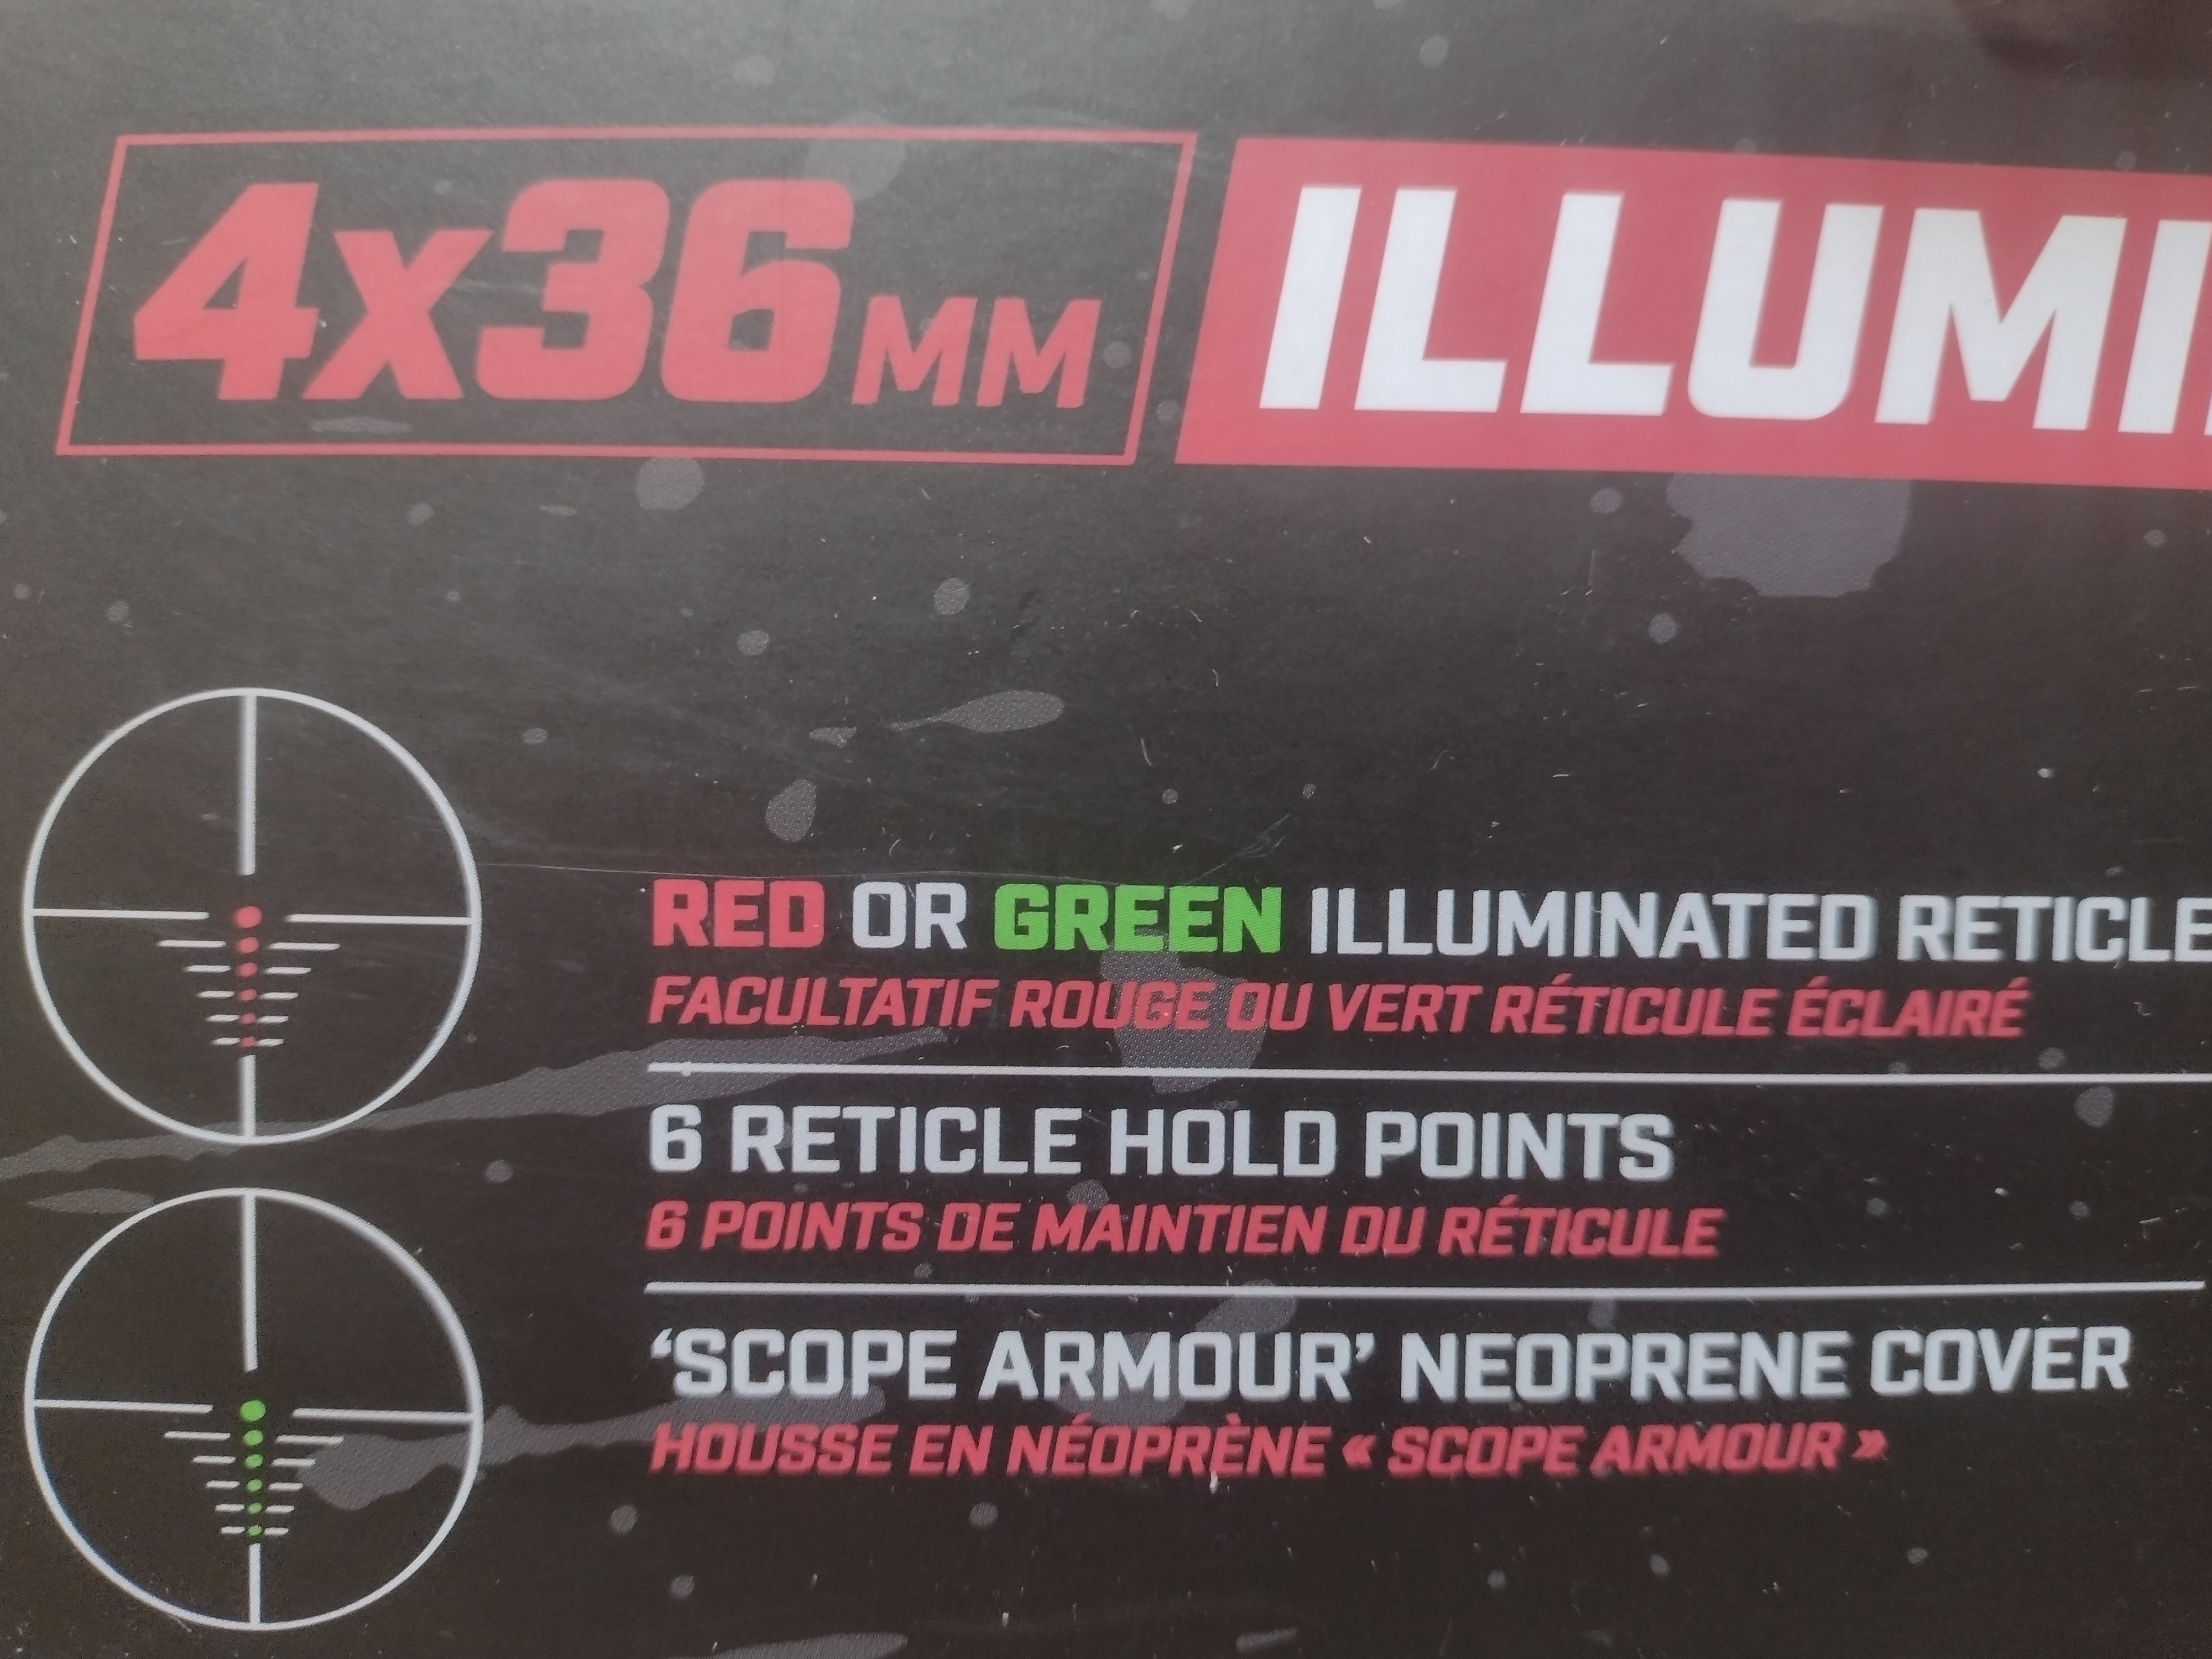 4x36MM ILLUMI
RED OR GREEN ILLUMINATED RETICLE
FACULTATIF ROUGE OU VERT RÉTICULE ÉCLAIRÉ
6 RETICLE HOLD POINTS
6 POINTS DE MAINTIEN DU RÉTICULE
‘SCOPE ARMOUR’ NEOPRENE COVER
HOUSSE EN NÉOPRÈNE « SCOPE ARMOUR »